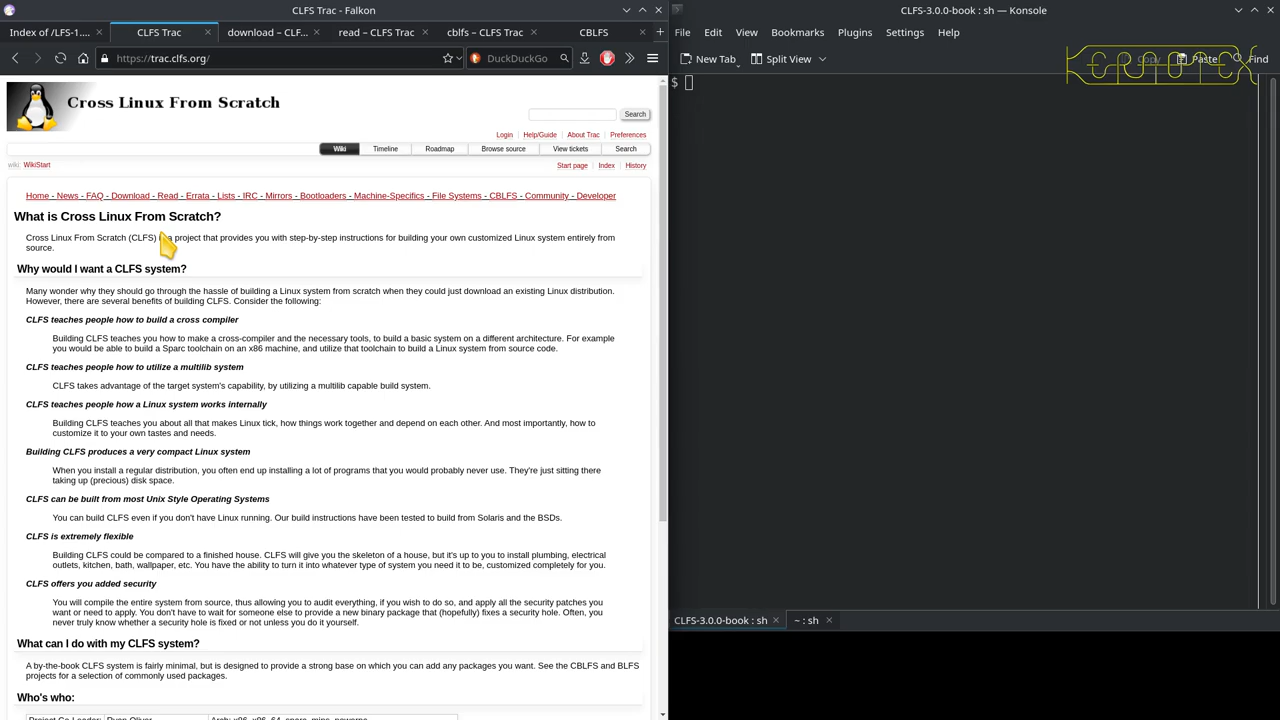 CLFS Trac - Falkon
Index of /LFS-1....
CLFS Trac
download – CLF...
read – CLFS Trac
cblfs – CLFS Trac
CBLFS
https://trac.clfs.org/
DuckDuckGo
Cross Linux From Scratch
Search
Login
Help/Guide
About Trac
Preferences
Wiki
Timeline
Roadmap
Browse source
View tickets
Search
wiki: WikiStart
Start page
Index
History
Home - News - FAQ - Download - Read - Errata - Lists - IRC - Mirrors - Bootloaders - Machine-Specifics - File Systems - CBLFS - Community - Developer
What is Cross Linux From Scratch?
Cross Linux From Scratch (CLFS) project that provides you with step-by-step instructions for building your own customized Linux system entirely from
source.
Why would I want a CLFS system?
Many wonder why they should go through the hassle of building a Linux system from scratch when they could just download an existing Linux distribution.
However, there are several benefits of building CLFS. Consider the following:
CLFS teaches people how to build a cross compiler
Building CLFS teaches you how to make a cross-compiler and the necessary tools, to build a basic system on a different architecture. For example
you would be able to build a Sparc toolchain on an x86 machine, and utilize that toolchain to build a Linux system from source code.
CLFS teaches people how to utilize a multilib system
CLFS takes advantage of the target system's capability, by utilizing a multilib capable build system.
CLFS teaches people how a Linux system works internally
Building CLFS teaches you about all that makes Linux tick, how things work together and depend on each other. And most importantly, how to
customize it to your own tastes and needs.
Building CLFS produces a very compact Linux system
When you install a regular distribution, you often end up installing a lot of programs that you would probably never use. They're just sitting there
taking up (precious) disk space.
CLFS can be built from most Unix Style Operating Systems
You can build CLFS even if you don't have Linux running. Our build instructions have been tested to build from Solaris and the BSDs.
CLFS is extremely flexible
Building CLFS could be compared to a finished house. CLFS will give you the skeleton of a house, but it's up to you to install plumbing, electrical
outlets, kitchen, bath, wallpaper, etc. You have the ability to turn it into whatever type of system you need it to be, customized completely for you.
CLFS offers you added security
You will compile the entire system from source, thus allowing you to audit everything, if you wish to do so, and apply all the security patches you
want or need to apply. You don't have to wait for someone else to provide a new binary package that (hopefully) fixes a security hole. Often, you
never truly know whether a security hole is fixed or not unless you do it yourself.
What can I do with my CLFS system?
A by-the-book CLFS system is fairly minimal, but is designed to provide a strong base on which you can add any packages you want. See the CBLFS and BLFS
projects for a selection of commonly used packages.
Who's who:
Project Co-Leader: Ryan Oliver Arch: x86, x86_64, sparc, mips, powerpc
CLFS-3.0.0-book : sh — Konsole
File Edit View Bookmarks Plugins Settings Help
New Tab
Split View
Copy
Paste
Find
$
CLFS-3.0.0-book : sh
~ : sh